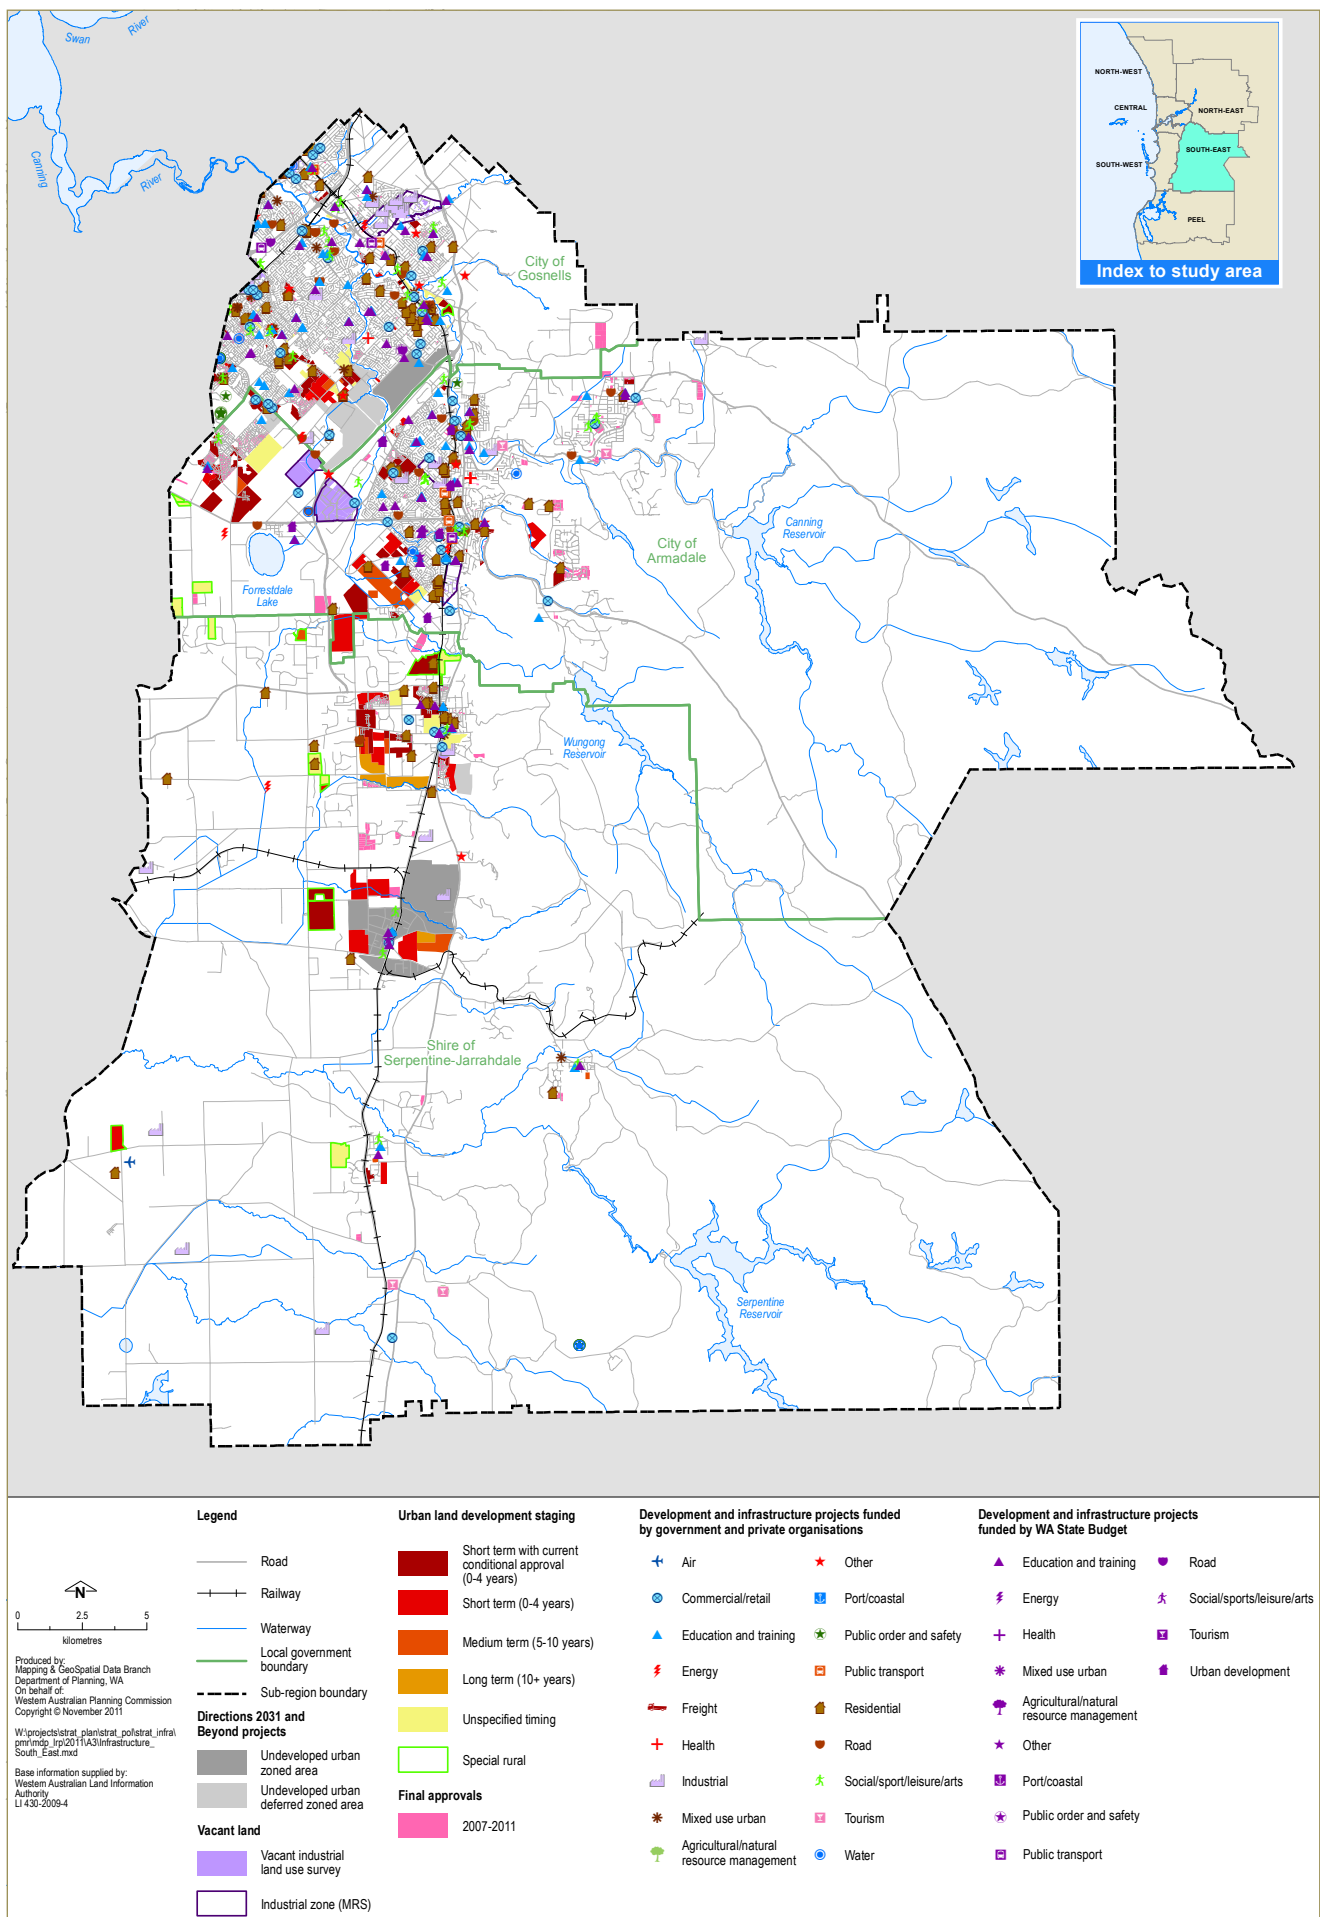 Swan
River
Canning
River
NORTH-WEST
CENTRAL
NORTH-EAST
SOUTH-EAST
SOUTH-WEST
PEEL
Index to study area
City of
Gosnells
Canning
Reservoir
City of
Armadale
Forrestdale
Lake
Wungong
Reservoir
Shire of
Serpentine-Jarrahdale
Serpentine
Reservoir
N
0 2.5 5
kilometres
Produced by:
Mapping & GeoSpatial Data Branch
Department of Planning, WA
On behalf of:
Western Australian Planning Commission
Copyright © November 2011
W:\projects\strat_plan\strat_pol\strat_infra\
pmr\mdp_lrp\2011\A3\Infrastructure_
South_East.mxd
Base information supplied by:
Western Australian Land Information
Authority
LI 430-2009-4
Legend
Road
Railway
Waterway
Local government
boundary
Sub-region boundary
Directions 2031 and
Beyond projects
Undeveloped urban
zoned area
Undeveloped urban
deferred zoned area
Vacant land
Vacant industrial
land use survey
Industrial zone (MRS)
Urban land development staging
Short term with current
conditional approval
(0-4 years)
Short term (0-4 years)
Medium term (5-10 years)
Long term (10+ years)
Unspecified timing
Special rural
Final approvals
2007-2011
Development and infrastructure projects funded
by government and private organisations
Air
Commercial/retail
Education and training
Energy
Freight
Health
Industrial
Mixed use urban
Agricultural/natural
resource management
Other
Port/coastal
Public order and safety
Public transport
Residential
Road
Social/sport/leisure/arts
Tourism
Water
Development and infrastructure projects
funded by WA State Budget
Education and training
Energy
Health
Mixed use urban
Agricultural/natural
resource management
Other
Port/coastal
Public order and safety
Public transport
Road
Social/sports/leisure/arts
Tourism
Urban development